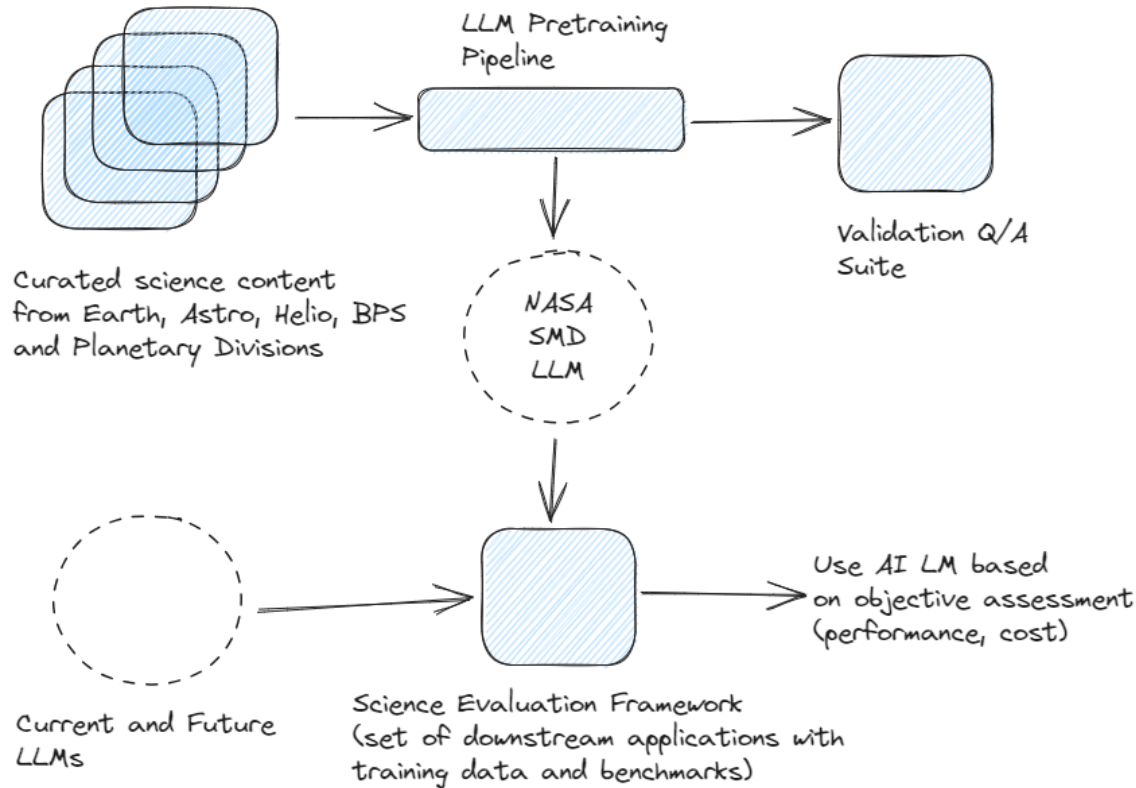 LLM Pretraining
Pipeline
Validation Q/A
Suite
Curated science content
from Earth, Astro, Helio, BPS
and Planetary Divisions
NASA
SMD
LLM
Use AI LM based
on objective assessment
(performance, cost)
Current and Future
LLMs
Science Evaluation Framework
(set of downstream applications with
training data and benchmarks)